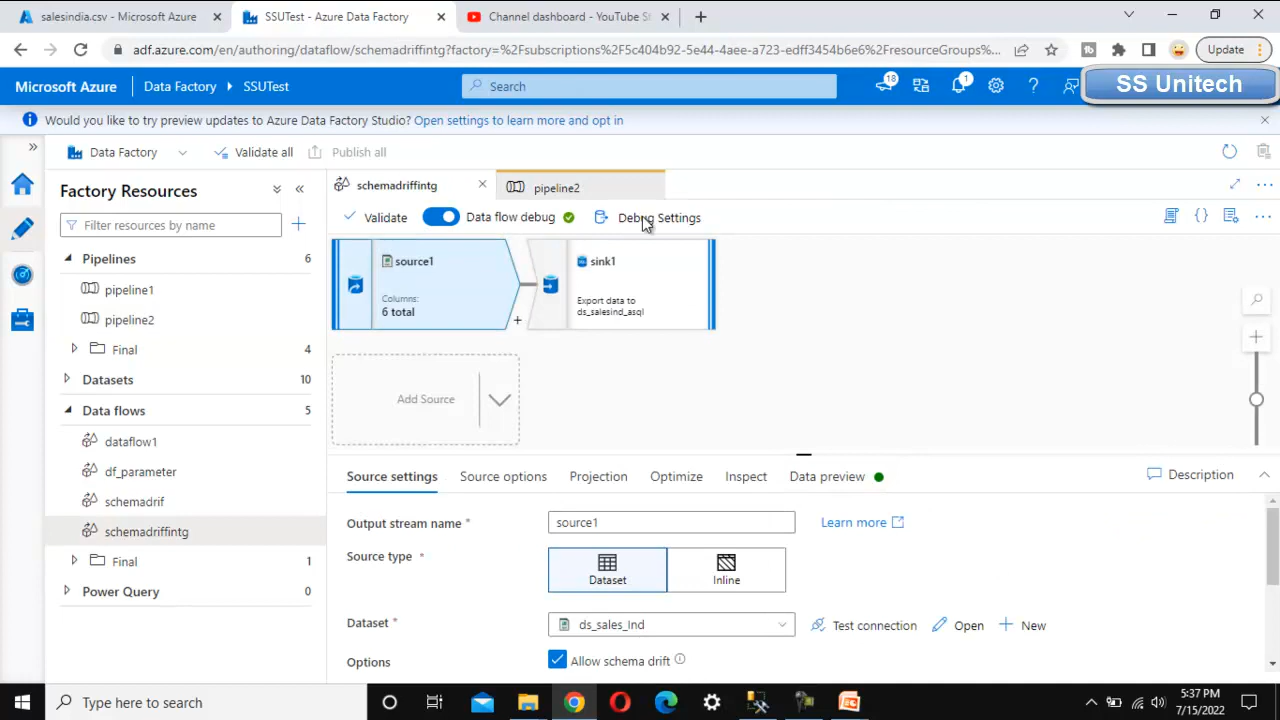 salesindia.csv - Microsoft Azure
SSUTest - Azure Data Factory
Channel dashboard - YouTube S
adf.azure.com/en/authoring/dataflow/schemadriffintg?factory=%2Fsubscriptions%2F5c404b92-5e44-4aee-a723-edff3454b6e6%2FresourceGroups%...
Update
Microsoft Azure
Data Factory
SSUTest
Search
18
1
SS Unitech
Would you like to try preview updates to Azure Data Factory Studio? Open settings to learn more and opt in
Data Factory
Validate all
Publish all
Factory Resources
Filter resources by name
Pipelines 6
pipeline1
pipeline2
Final 4
Datasets 10
Data flows 5
dataflow1
df_parameter
schemadrif
schemadriffintg
Final 1
Power Query 0
schemadriffintg
pipeline2
Validate
Data flow debug
Debug Settings
source1
Columns:
6 total
sink1
Export data to
ds_salesind_asql
Add Source
Source settings
Source options
Projection
Optimize
Inspect
Data preview
Description
Output stream name *
source1
Learn more
Source type *
Dataset
Inline
Dataset *
ds_sales_Ind
Test connection
Open
New
Options
Allow schema drift
Type here to search
5:37 PM
7/15/2022